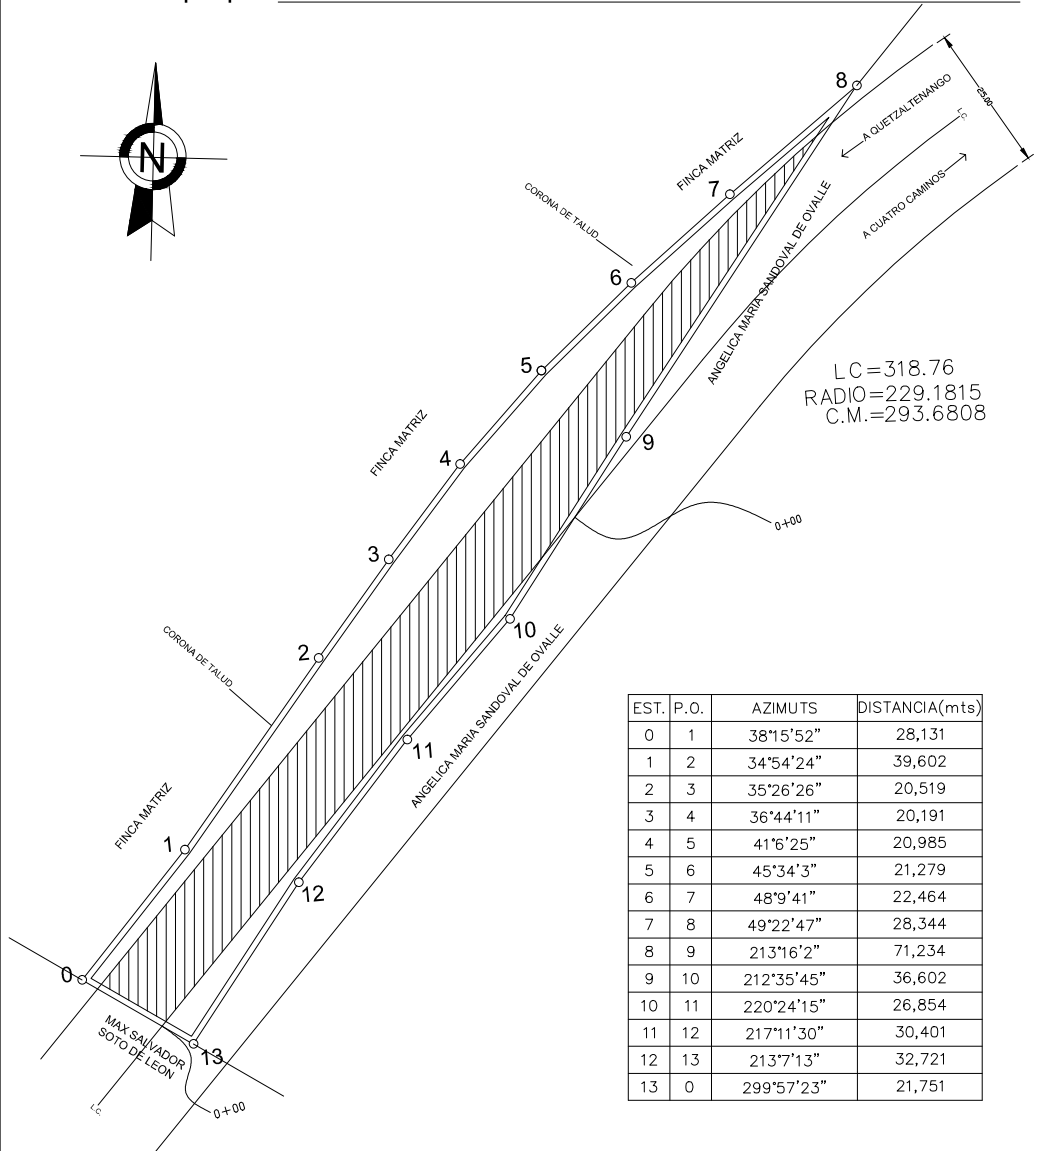 8
25.00
A QUETZALTENANGO
L.C.
N
FINCA MATRIZ
7
CORONA DE TALUD
A CUATRO CAMINOS
6
ANGELICA MARIA SANDOVAL DE OVALLE
5
LC=318.76
RADIO=229.1815
C.M.=293.6808
FINCA MATRIZ
4
9
3
0+00
10
CORONA DE TALUD
2
ANGELICA MARIA SANDOVAL DE OVALLE
11
FINCA MATRIZ
1
12
0
13
MAX SALVADOR
SOTO DE LEON
L.C.
0+00
EST. P.O. AZIMUTS DISTANCIA(mts)
0 1 38°15'52" 28,131
1 2 34°54'24" 39,602
2 3 35°26'26" 20,519
3 4 36°44'11" 20,191
4 5 41°6'25" 20,985
5 6 45°34'3" 21,279
6 7 48°9'41" 22,464
7 8 49°22'47" 28,344
8 9 213°16'2" 71,234
9 10 212°35'45" 36,602
10 11 220°24'15" 26,854
11 12 217°11'30" 30,401
12 13 213°7'13" 32,721
13 0 299°57'23" 21,751